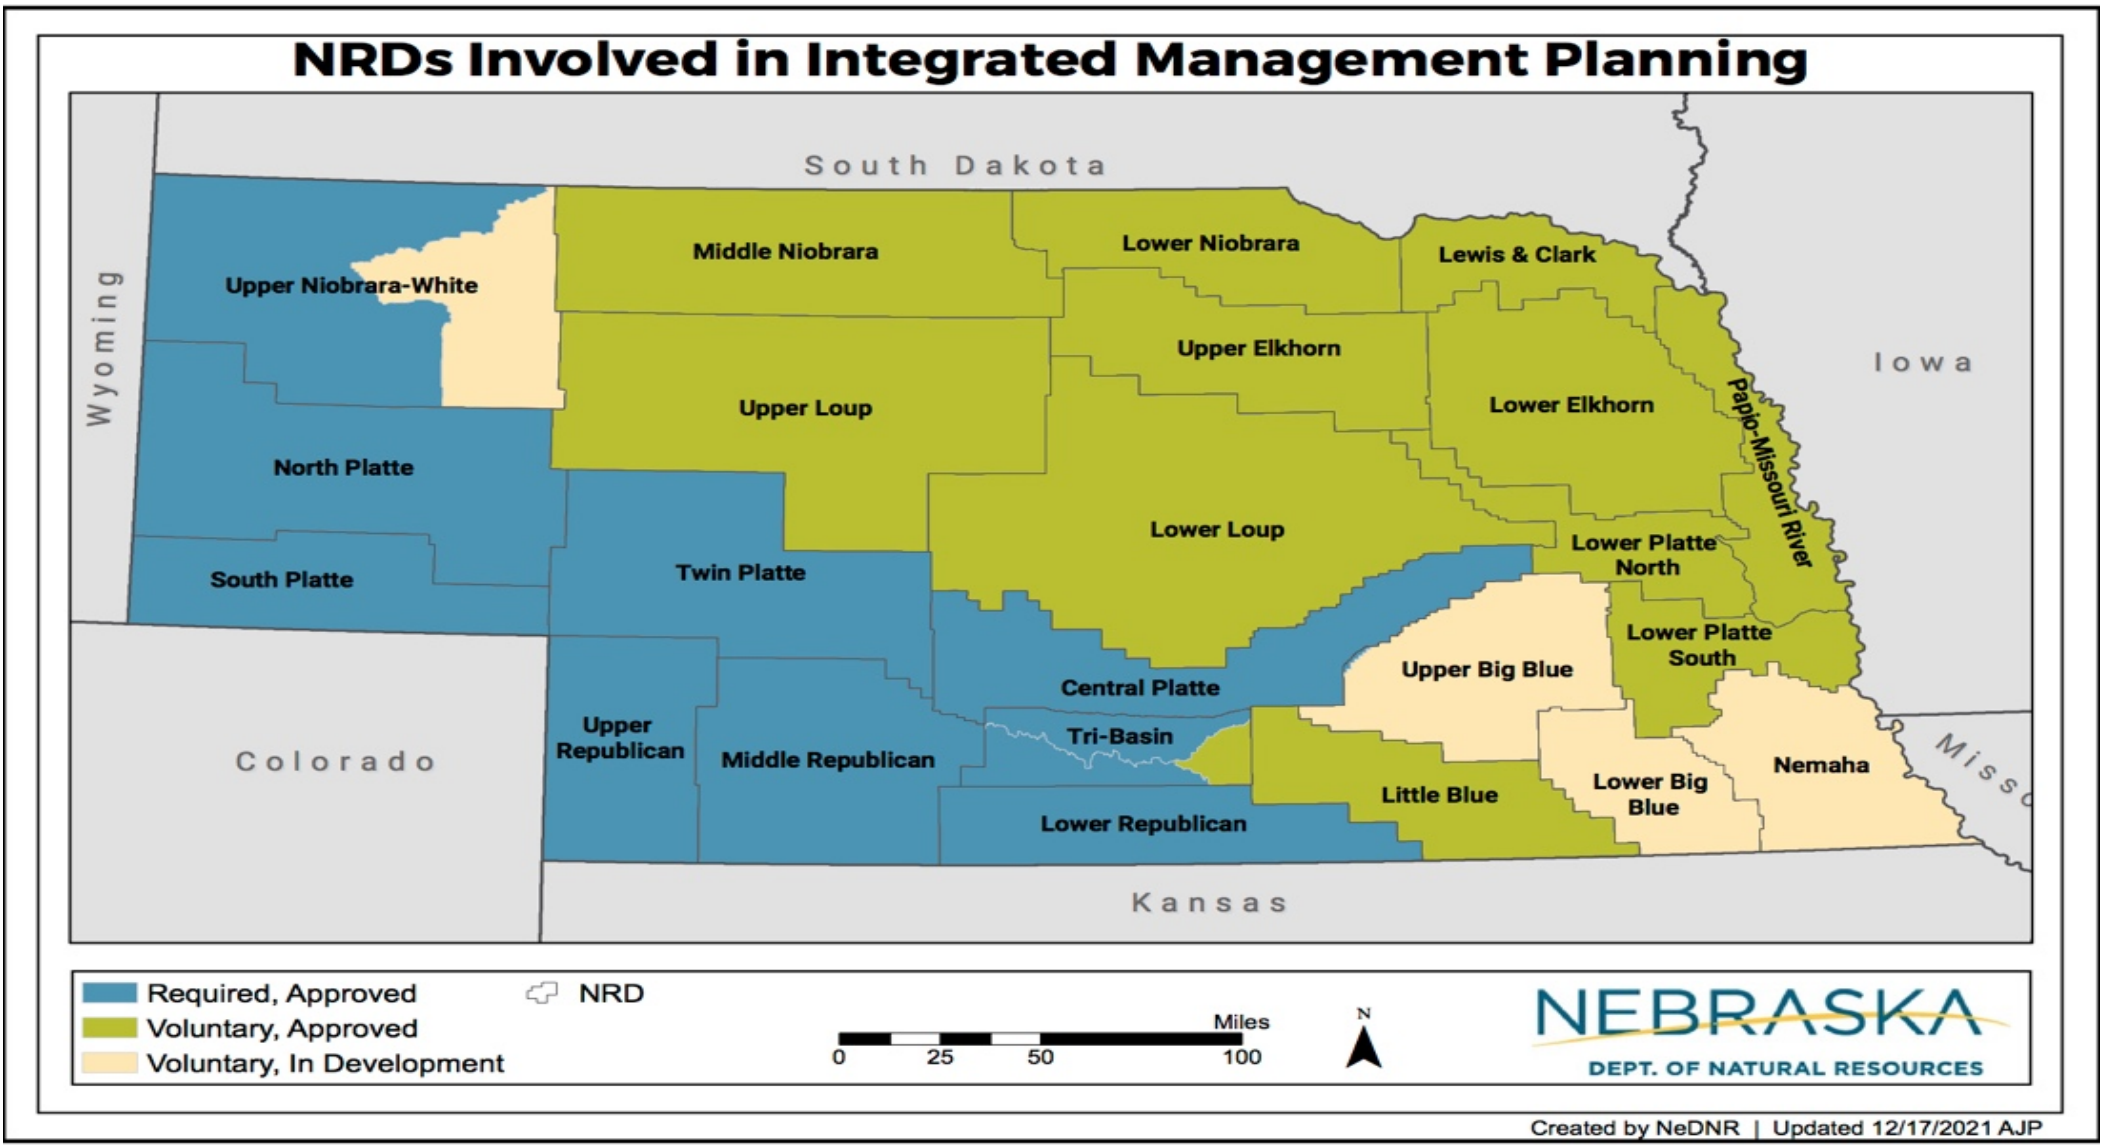 NRDs Involved in Integrated Management Planning
South Dakota
Wyoming
Iowa
Colorado
Kansas
Misso
Upper Niobrara-White
Middle Niobrara
Lower Niobrara
Lewis & Clark
Upper Elkhorn
Lower Elkhorn
Papio-Missouri River
Upper Loup
North Platte
Lower Loup
Lower Platte
North
South Platte
Twin Platte
Lower Platte
South
Upper Big Blue
Central Platte
Upper
Republican
Middle Republican
Tri-Basin
Little Blue
Lower Big
Blue
Nemaha
Lower Republican
Required, Approved
Voluntary, Approved
Voluntary, In Development
NRD
Miles
0 25 50 100
N
NEBRASKA
DEPT. OF NATURAL RESOURCES
Created by NeDNR | Updated 12/17/2021 AJP